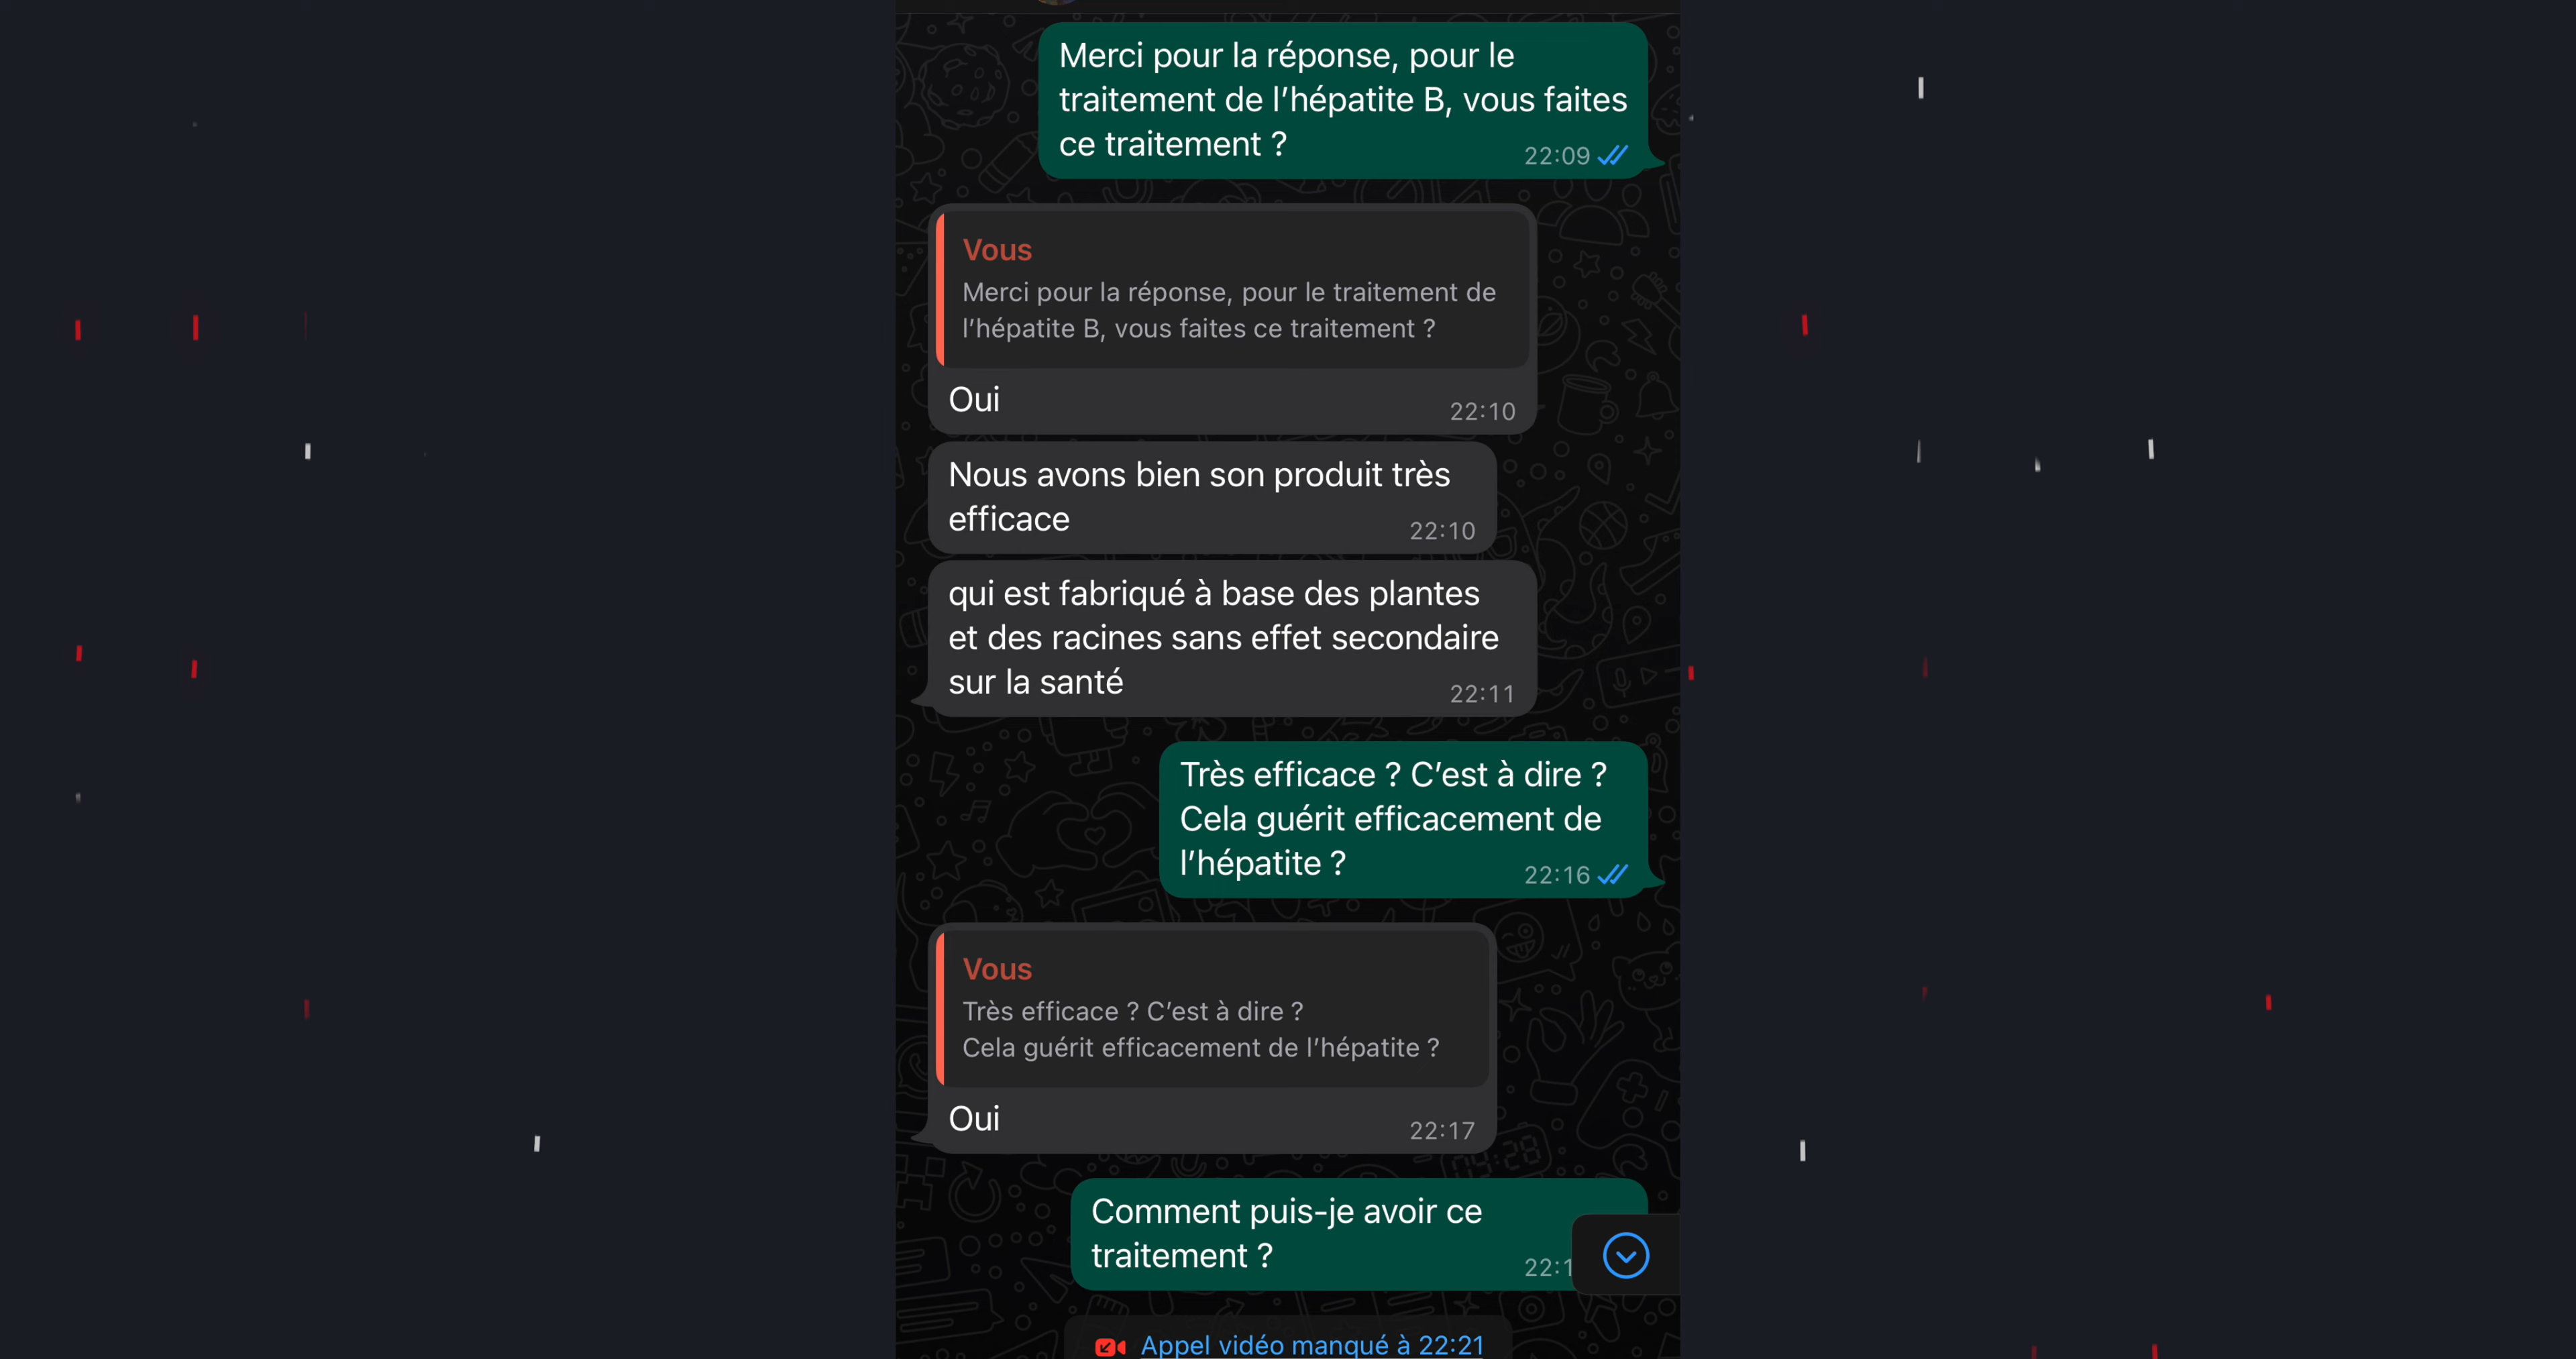 Merci pour la réponse, pour le
traitement de l’hépatite B, vous faites
ce traitement ?
22:09
Vous
Merci pour la réponse, pour le traitement de
l’hépatite B, vous faites ce traitement ?
Oui
22:10
Nous avons bien son produit très
efficace
22:10
qui est fabriqué à base des plantes
et des racines sans effet secondaire
sur la santé
22:11
Très efficace ? C’est à dire ?
Cela guérit efficacement de
l’hépatite ?
22:16
Vous
Très efficace ? C’est à dire ?
Cela guérit efficacement de l’hépatite ?
Oui
22:17
Comment puis-je avoir ce
traitement ?
Appel vidéo manqué à 22:21